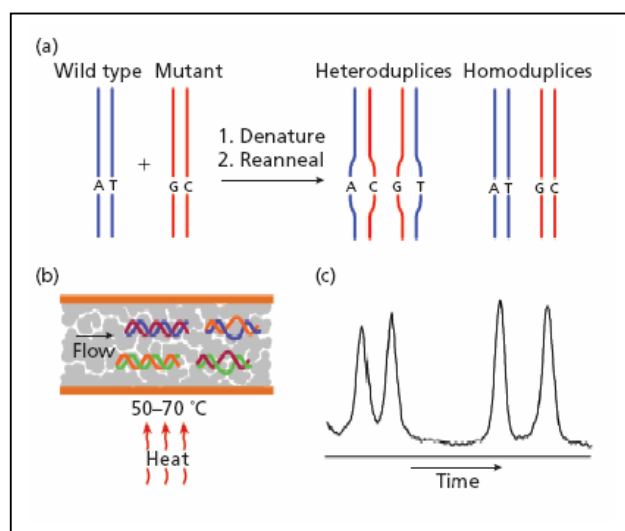 (a)
Wild type Mutant Heteroduplices Homoduplices
1. Denature
2. Reanneal
+
A T G C A C G T A T G C
(b) (c)
Flow
50–70 °C
Heat
Time